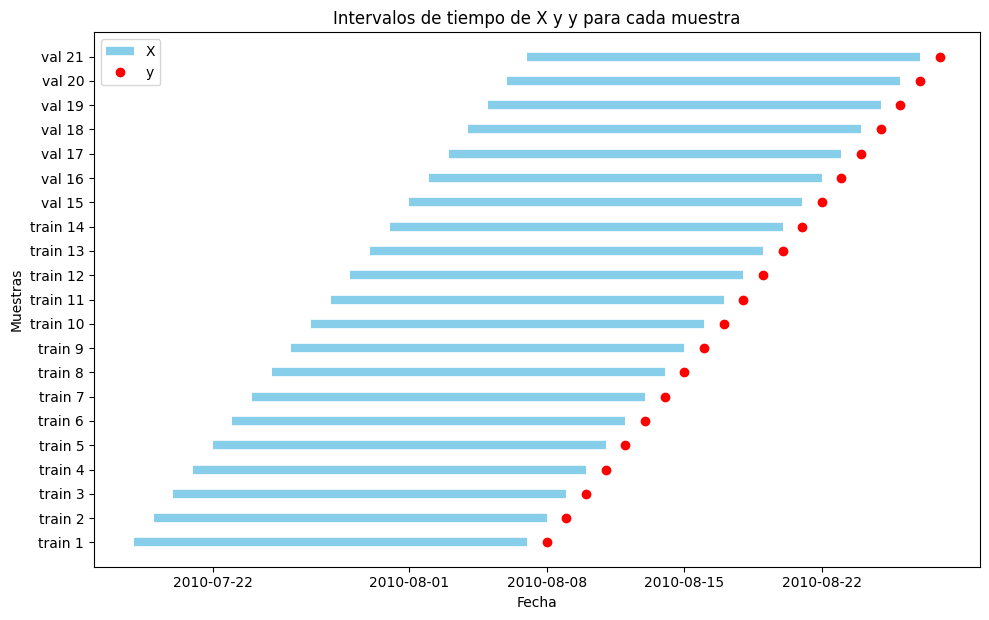 Intervalos de tiempo de X y y para cada muestra
X
y
val 21
val 20
val 19
val 18
val 17
val 16
val 15
train 14
train 13
train 12
train 11
train 10
train 9
train 8
train 7
train 6
train 5
train 4
train 3
train 2
train 1
Muestras
2010-07-22
2010-08-01
2010-08-08
2010-08-15
2010-08-22
Fecha